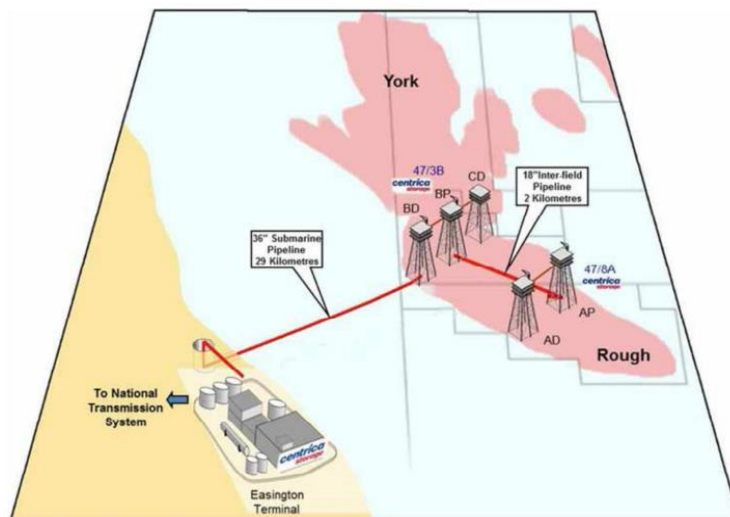 York
47/3B
centrica
storage
CD
BP
BD
18"Inter-field
Pipeline
2 Kilometres
36" Submarine
Pipeline
29 Kilometres
47/8A
centrica
storage
AP
AD
Rough
To National
Transmission
System
centrica
storage
Easington
Terminal